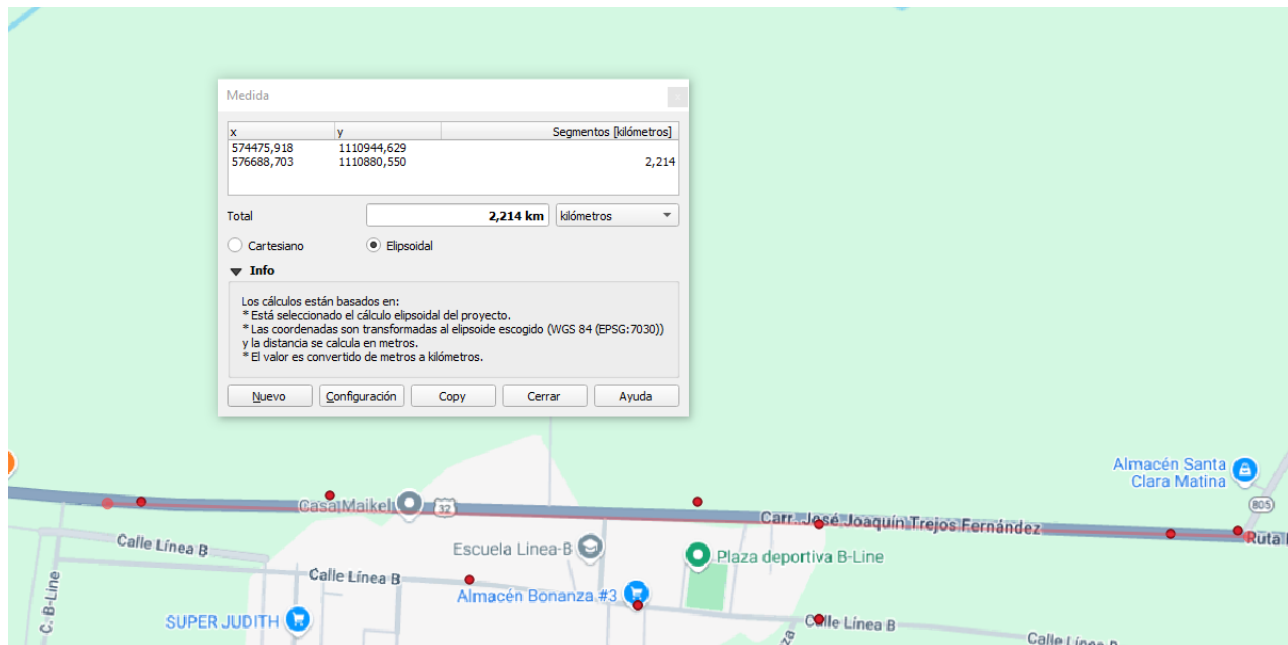 Medida
x
x y Segmentos [kilómetros]
574475,918 1110944,629
576688,703 1110880,550 2,214
Total 2,214 km kilómetros
Cartesiano Elipsoidal
Info
Los cálculos están basados en:
* Está seleccionado el cálculo elipsoidal del proyecto.
* Las coordenadas son transformadas al elipsoide escogido (WGS 84 (EPSG:7030))
y la distancia se calcula en metros.
* El valor es convertido de metros a kilómetros.
Nuevo Configuración Copy Cerrar Ayuda
Almacén Santa
Clara Matina
805
Casa Maikel
32
Carr. José Joaquín Trejos Fernández
Ruta
Calle Línea B
Escuela Linea-B
Plaza deportiva B-Line
Calle Línea B
C. B-Line
Almacén Bonanza #3
SUPER JUDITH
Calle Línea B
Calle Línea B